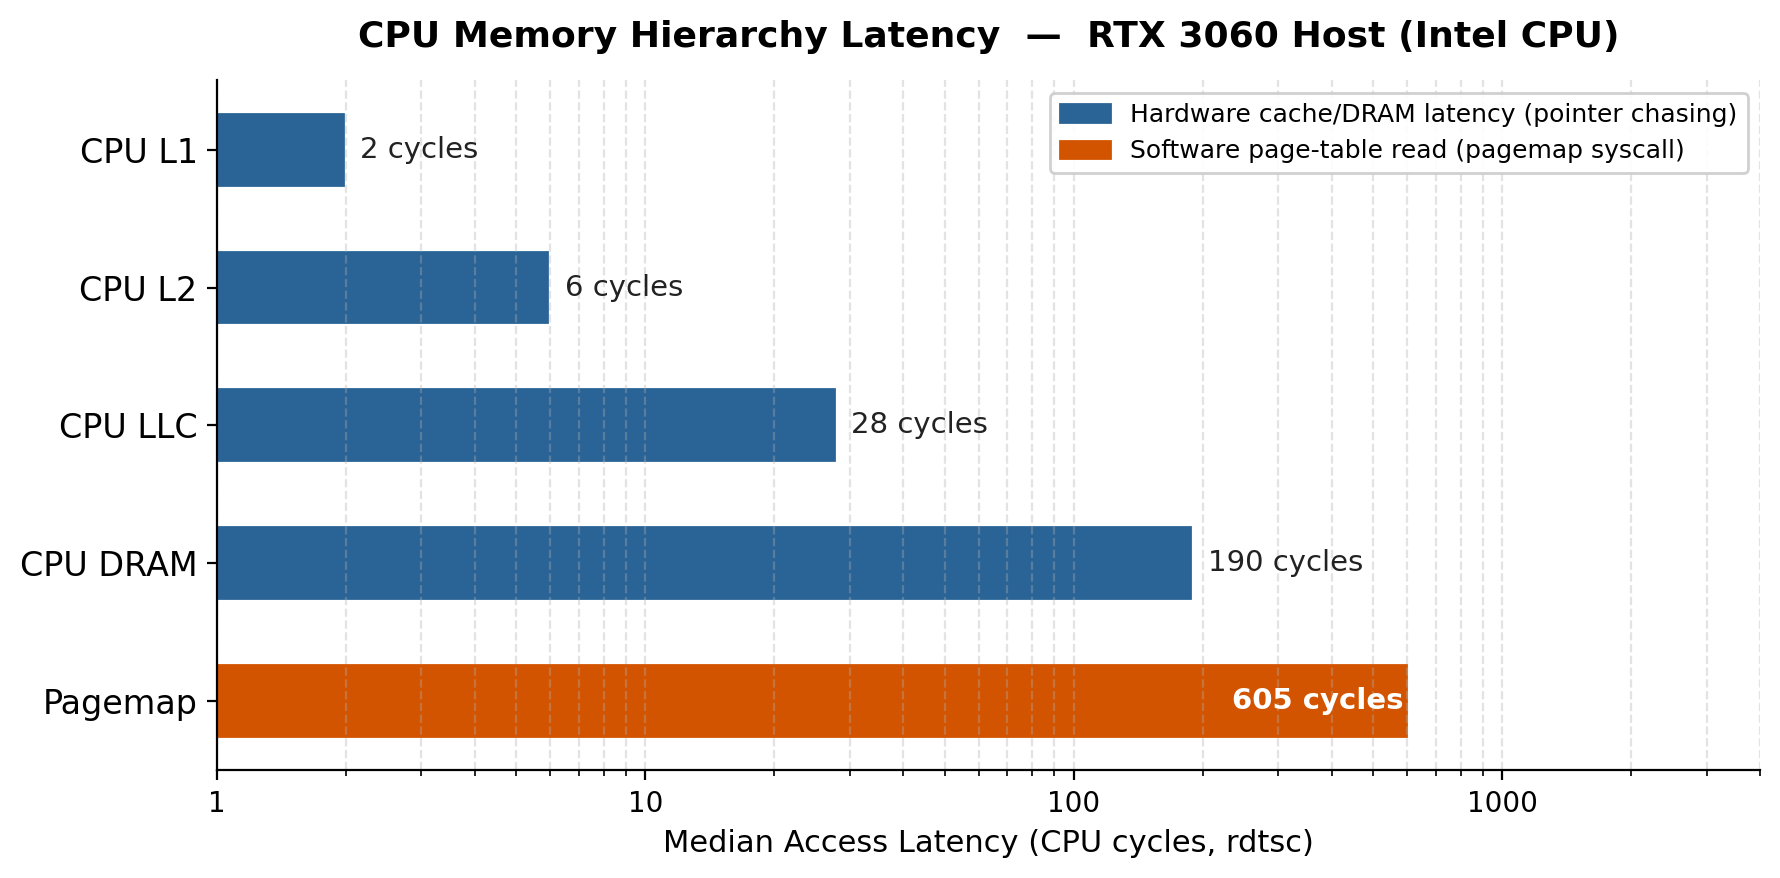 CPU Memory Hierarchy Latency — RTX 3060 Host (Intel CPU)
Hardware cache/DRAM latency (pointer chasing)
Software page-table read (pagemap syscall)
CPU L1
2 cycles
CPU L2
6 cycles
CPU LLC
28 cycles
CPU DRAM
190 cycles
Pagemap
605 cycles
1 10 100 1000
Median Access Latency (CPU cycles, rdtsc)